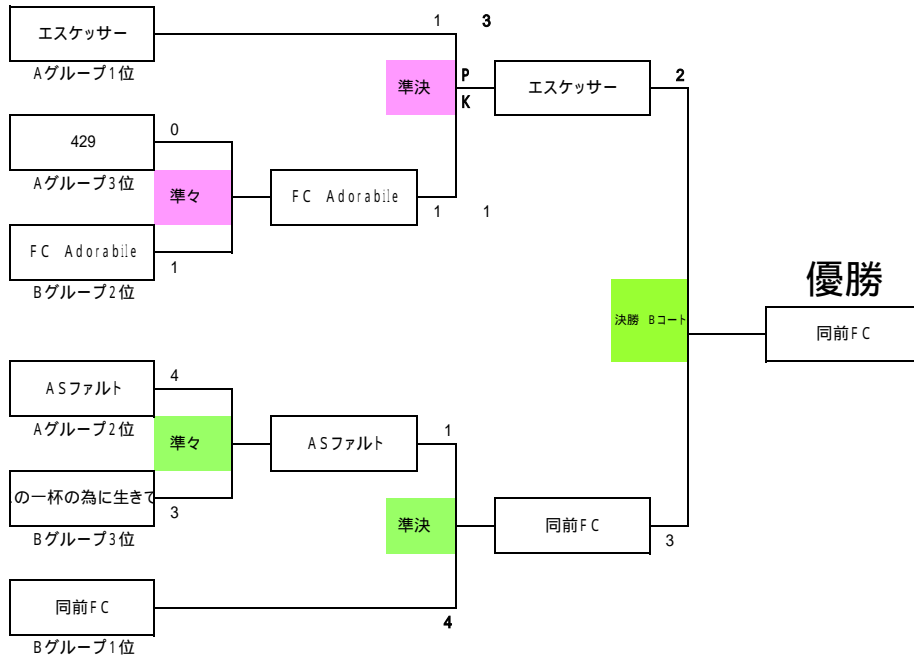 1 3
エスケッサー
Aグループ1位
準決
P
K
エスケッサー
2
0
429
Aグループ3位
準々
FC Adorabile
1 1
FC Adorabile
1
Bグループ2位
優勝
決勝 Bコート
同前FC
4
ASファルト
Aグループ2位
準々
ASファルト
1
の一杯の為に生きて
3
Bグループ3位
準決
同前FC
3
同前FC
4
Bグループ1位